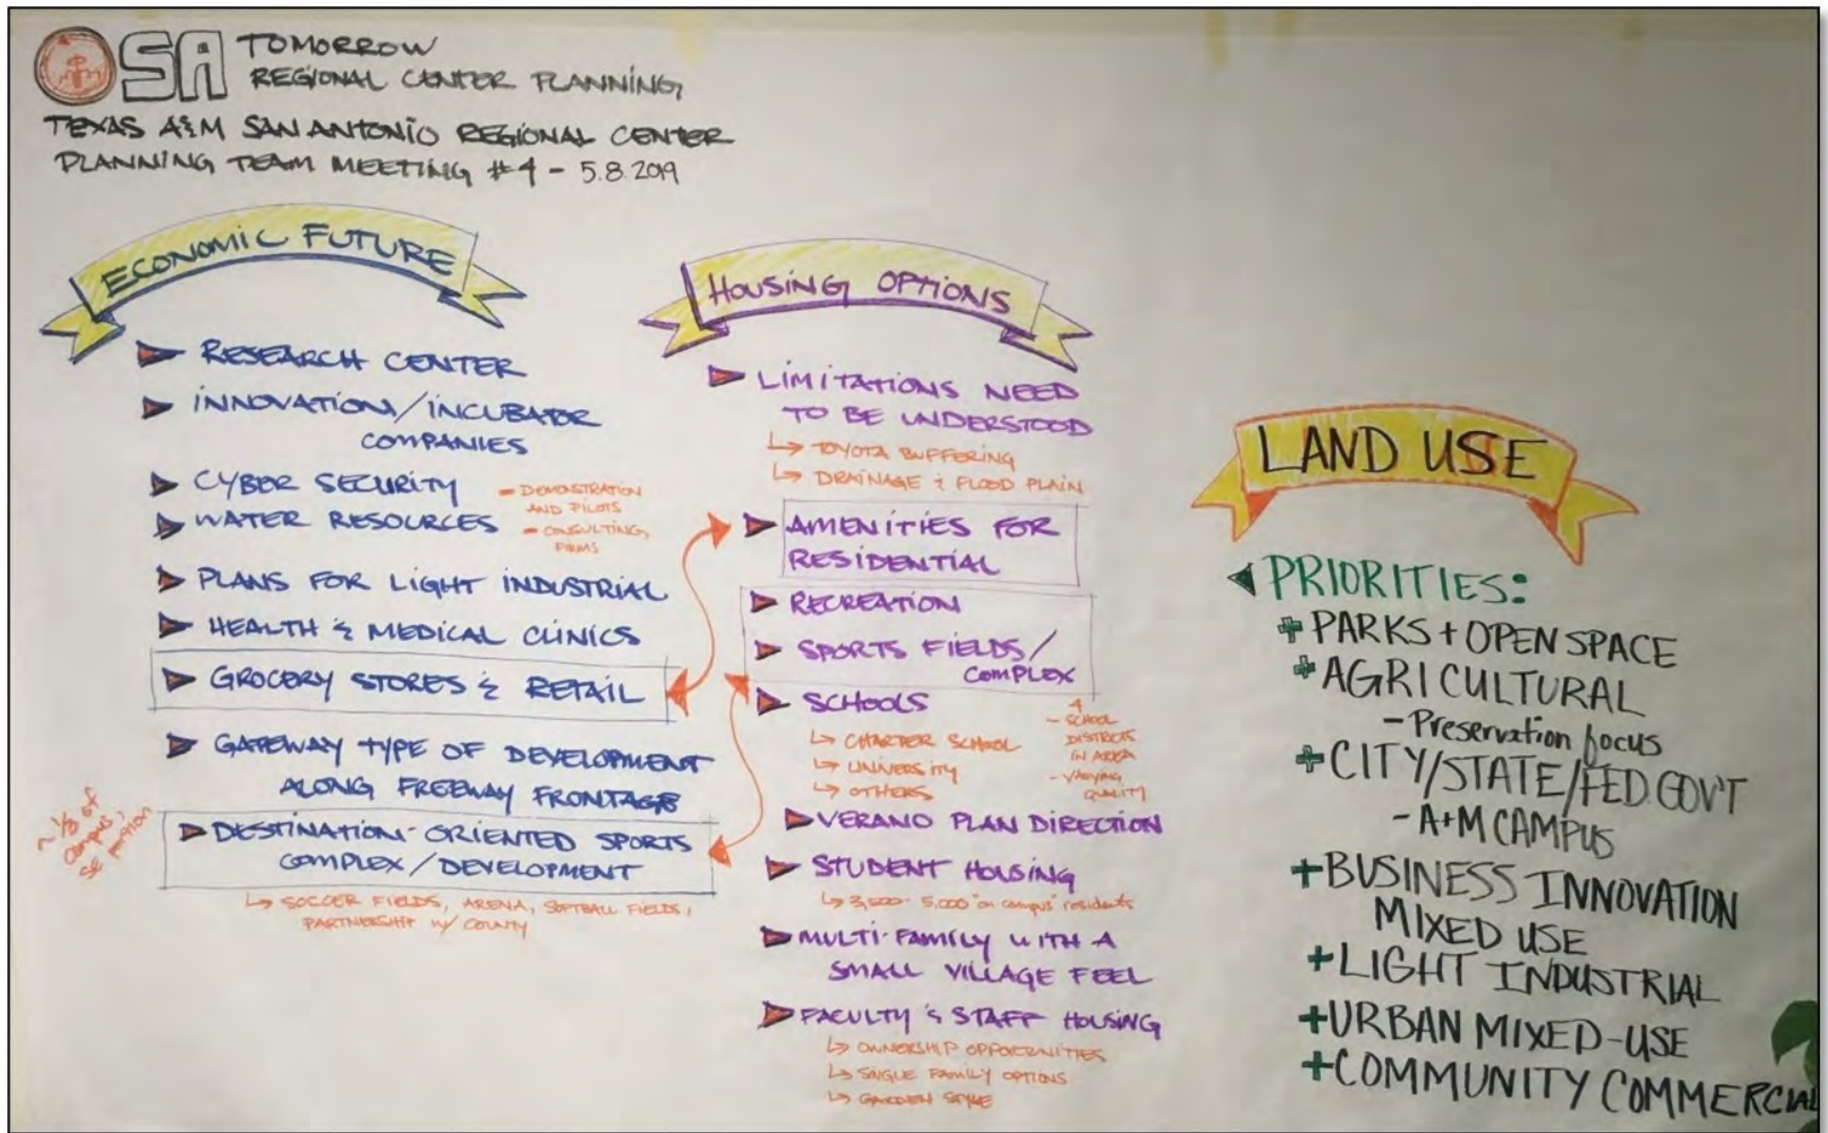 SA TOMORROW
REGIONAL CENTER PLANNING
TEXAS A&M SAN ANTONIO REGIONAL CENTER
PLANNING TEAM MEETING #4 - 5.8.2019
ECONOMIC FUTURE
RESEARCH CENTER
INNOVATION/INCUBATOR
COMPANIES
CYBER SECURITY
WATER RESOURCES
- DEMONSTRATION
AND PILOTS
- CONSULTING
FIRMS
PLANS FOR LIGHT INDUSTRIAL
HEALTH & MEDICAL CLINICS
GROCERY STORES & RETAIL
GATEWAY TYPE OF DEVELOPMENT
ALONG FREEWAY FRONTAGE
~ 1/3 of
campus,
SE portion
DESTINATION-ORIENTED SPORTS
COMPLEX/DEVELOPMENT
↳ SOCCER FIELDS, ARENA, SOFTBALL FIELDS,
PARTNERSHIP W/ COUNTY
HOUSING OPTIONS
LIMITATIONS NEED
TO BE UNDERSTOOD
↳ TOYOTA BUFFERING
↳ DRAINAGE & FLOOD PLAIN
AMENITIES FOR
RESIDENTIAL
RECREATION
SPORTS FIELDS/
COMPLEX
SCHOOLS
↳ CHARTER SCHOOL
↳ UNIVERSITY
↳ OTHERS
4
- SCHOOL
DISTRICTS
IN AREA
- VARYING
QUALITY
VERANO PLAN DIRECTION
STUDENT HOUSING
↳ 3,500-5,000 "on campus" residents
MULTI-FAMILY WITH A
SMALL VILLAGE FEEL
FACULTY & STAFF HOUSING
↳ OWNERSHIP OPPORTUNITIES
↳ SINGLE FAMILY OPTIONS
↳ GARDEN STYLE
LAND USE
PRIORITIES:
+ PARKS + OPEN SPACE
+ AGRICULTURAL
- Preservation focus
+ CITY/STATE/FED GOV'T
- A+M CAMPUS
+ BUSINESS INNOVATION
MIXED USE
+ LIGHT INDUSTRIAL
+ URBAN MIXED-USE
+ COMMUNITY COMMERCIAL